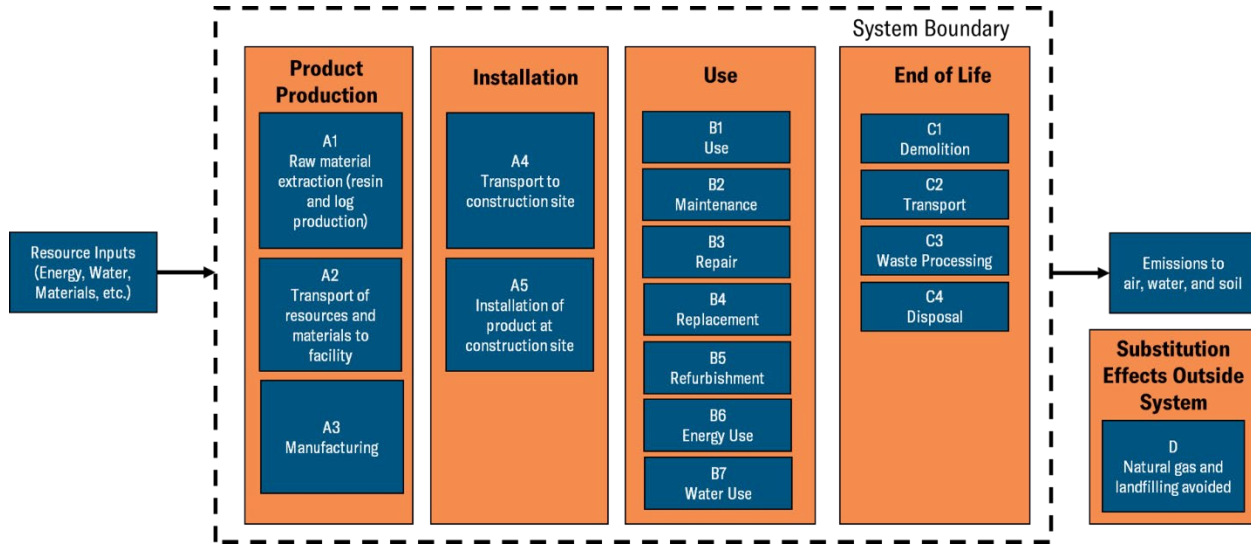 System Boundary
Resource Inputs
(Energy, Water,
Materials, etc.)
Product
Production
A1
Raw material
extraction (resin
and log
production)
A2
Transport of
resources and
materials to
facility
A3
Manufacturing
Installation
A4
Transport to
construction site
A5
Installation of
product at
construction site
Use
B1
Use
B2
Maintenance
B3
Repair
B4
Replacement
B5
Refurbishment
B6
Energy Use
B7
Water Use
End of Life
C1
Demolition
C2
Transport
C3
Waste Processing
C4
Disposal
Emissions to
air, water, and soil
Substitution
Effects Outside
System
D
Natural gas and
landfilling avoided